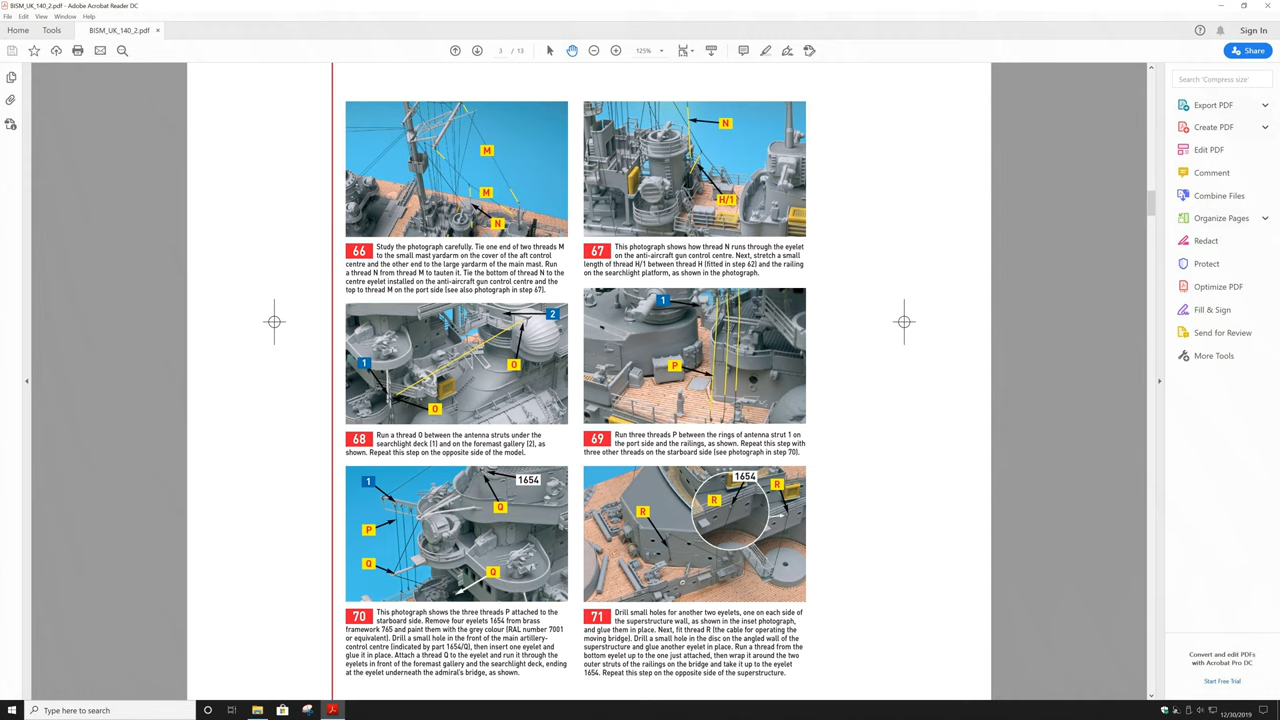 BISM_UK_140_2.pdf - Adobe Acrobat Reader DC
File Edit View Window Help
Home Tools BISM_UK_140_2.pdf × Sign In
3 / 13 125% Share
Search 'Compress size'
Export PDF
Create PDF
Edit PDF
Comment
Combine Files
Organize Pages
Redact
Protect
Optimize PDF
Fill & Sign
Send for Review
More Tools
Convert and edit PDFs
with Acrobat Pro DC
Start Free Trial
M
M
N
66 Study the photograph carefully. Tie one end of two threads M
to the small mast yardarm on the cover of the aft control
centre and the other end to the large yardarm of the main mast. Run
a thread N from thread M to tauten it. Tie the bottom of thread N to the
centre eyelet installed on the anti-aircraft gun control centre and the
top to thread M on the port side (see also photograph in step 67).
N
H/1
67 This photograph shows how thread N runs through the eyelet
on the anti-aircraft gun control centre. Next, stretch a small
length of thread H/1 between thread H (fitted in step 62) and the railing
on the searchlight platform, as shown in the photograph.
2
1
O
O
68 Run a thread O between the antenna struts under the
searchlight deck (1) and on the foremast gallery (2), as
shown. Repeat this step on the opposite side of the model.
1
P
69 Run three threads P between the rings of antenna strut 1 on
the port side and the railings, as shown. Repeat this step with
three other threads on the starboard side (see photograph in step 70).
1
1654
Q
P
Q
Q
70 This photograph shows the three threads P attached to the
starboard side. Remove four eyelets 1654 from brass
framework 765 and paint them with the grey colour (RAL number 7001
or equivalent). Drill a small hole in the front of the main artillery-
control centre (indicated by part 1654/Q), then insert one eyelet and
glue it in place. Attach a thread Q to the eyelet and run it through the
eyelets in front of the foremast gallery and the searchlight deck, ending
at the eyelet underneath the admiral's bridge, as shown.
1654
R
R
R
71 Drill small holes for another two eyelets, one on each side of
the superstructure wall, as shown in the inset photograph,
and glue them in place. Next, fit thread R (the cable for operating the
moving bridge). Drill a small hole in the disc on the angled wall of the
superstructure and glue another eyelet in place. Run a thread from the
bottom eyelet up to the one just attached, then wrap it around the two
outer struts of the railings on the bridge and take it up to the eyelet
1654. Repeat this step on the opposite side of the superstructure.
Type here to search
12/30/2019